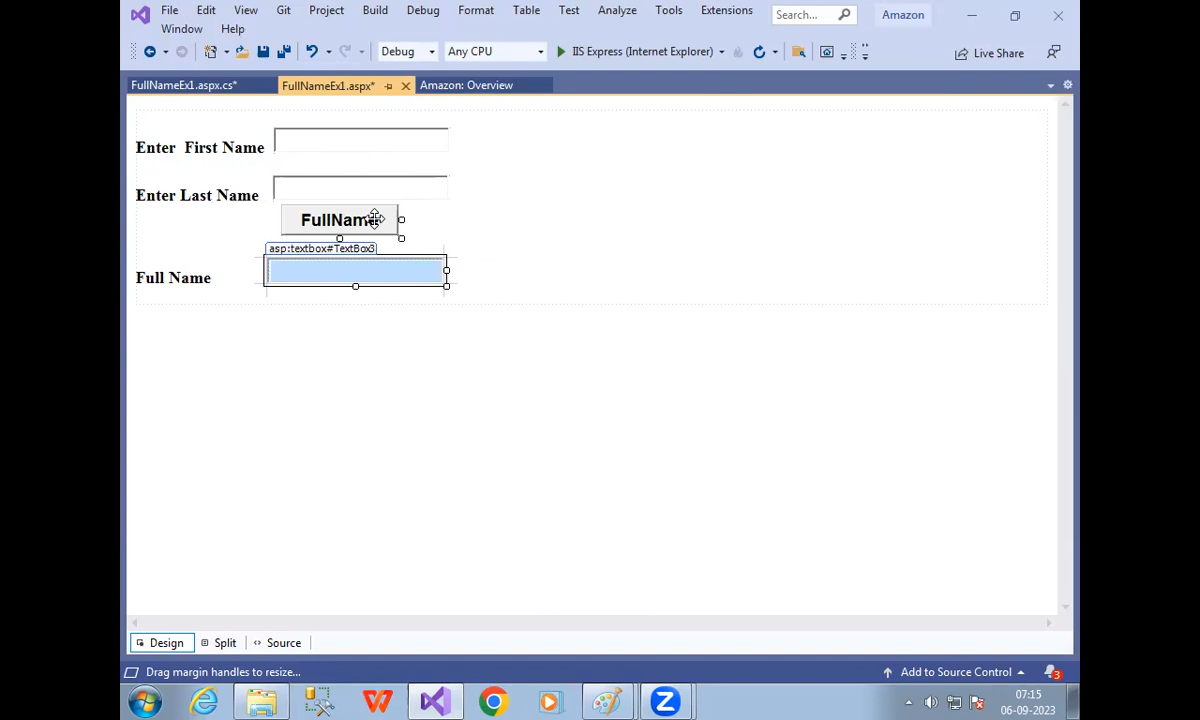 File Edit View Git Project Build Debug Format Table Test Analyze Tools Extensions Search... Amazon
Window Help
Debug Any CPU IIS Express (Internet Explorer) Live Share
FullNameEx1.aspx.cs* FullNameEx1.aspx* Amazon: Overview
Enter First Name
Enter Last Name
FullName
asp:textbox#TextBox3
Full Name
Design Split Source
Drag margin handles to resize... Add to Source Control 3
07:15
06-09-2023